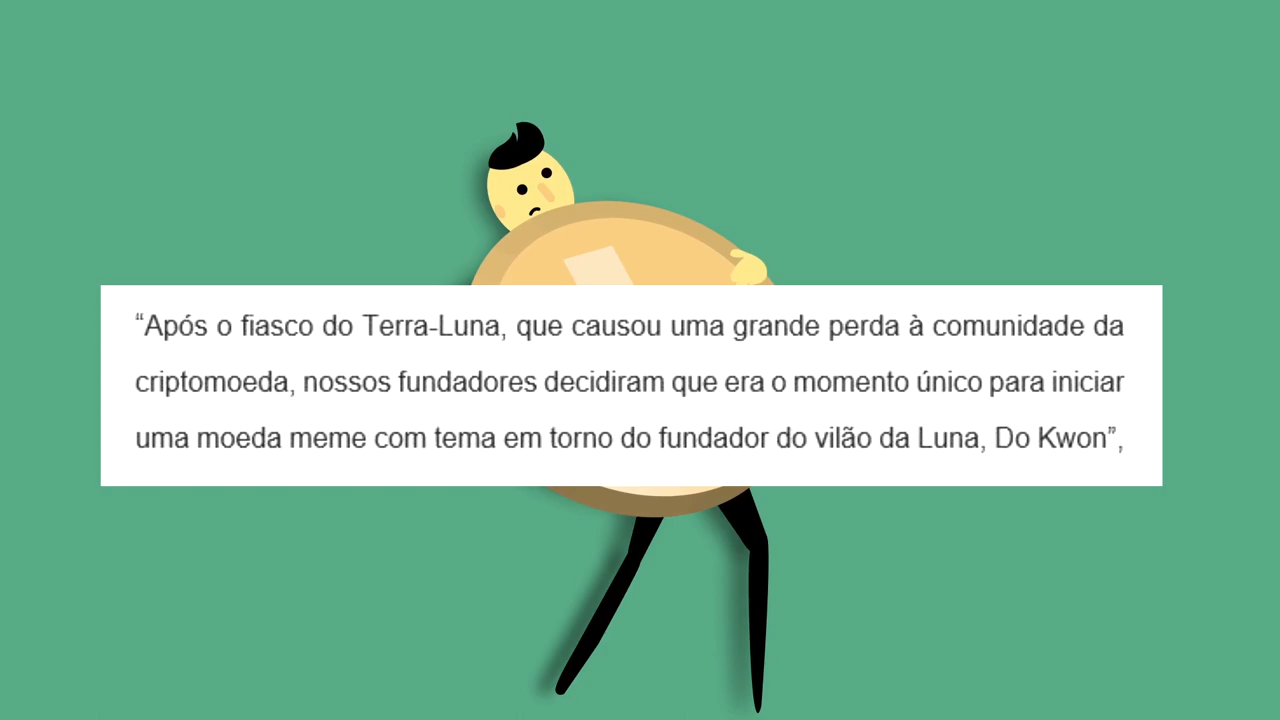 “Após o fiasco do Terra-Luna, que causou uma grande perda à comunidade da
criptomoeda, nossos fundadores decidiram que era o momento único para iniciar
uma moeda meme com tema em torno do fundador do vilão da Luna, Do Kwon”,